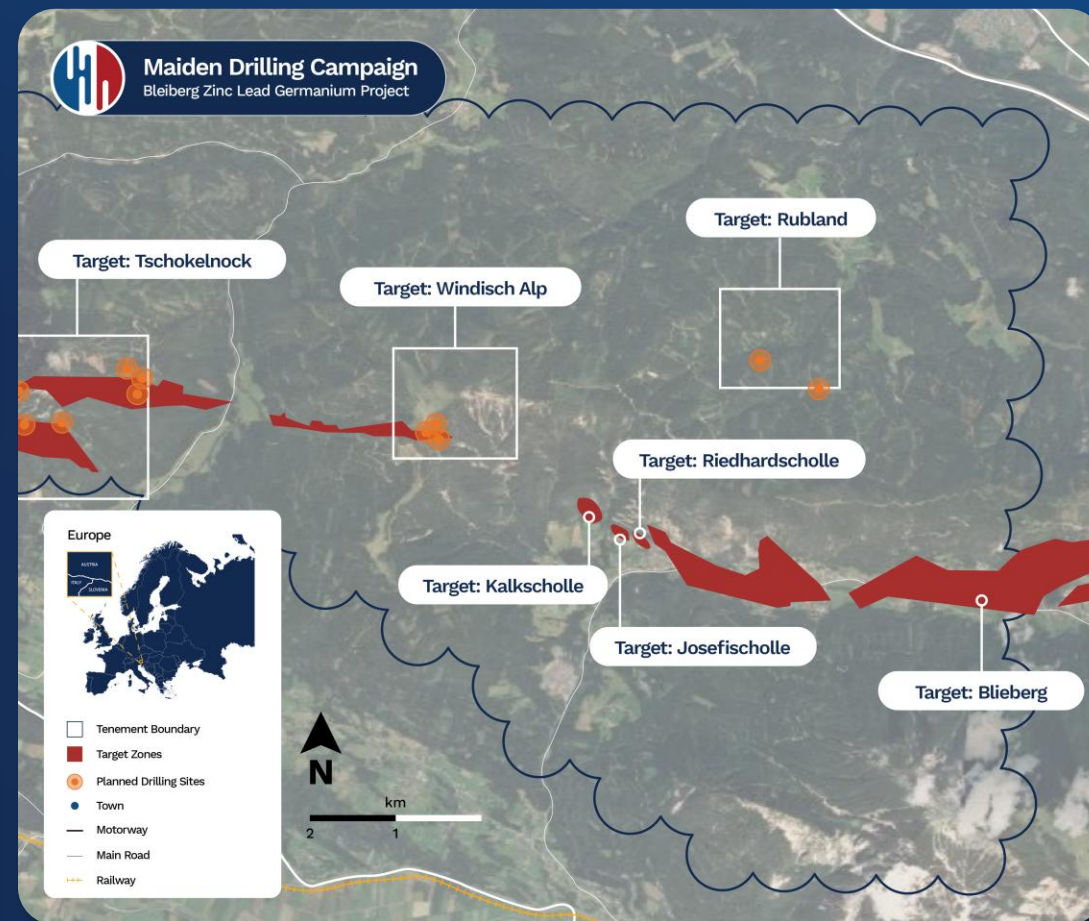 Maiden Drilling Campaign
Bleiberg Zinc Lead Germanium Project
Target: Rubland
Target: Tschokelnock
Target: Windisch Alp
Target: Riedhardscholle
Target: Kalkscholle
Target: Josefischolle
Target: Blieberg
Europe
AUSTRIA
ITALY
SLOVENIA
Tenement Boundary
Target Zones
Planned Drilling Sites
Town
Motorway
Main Road
Railway
N
km
2 1